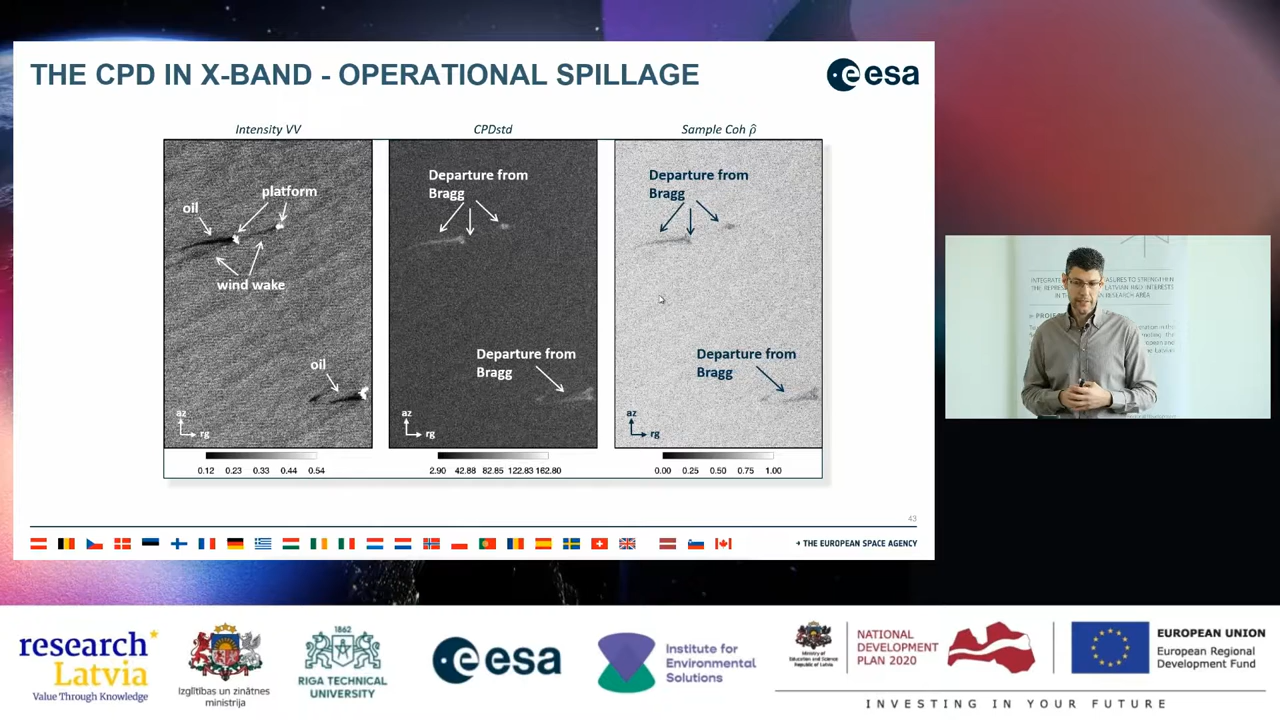 THE CPD IN X-BAND - OPERATIONAL SPILLAGE
esa
Intensity VV
CPDstd
Sample Coh ρ̂
oil
platform
wind wake
oil
az
rg
0.12 0.23 0.33 0.44 0.54
Departure from
Bragg
Departure from
Bragg
az
rg
2.90 42.88 82.85 122.83 162.80
Departure from
Bragg
Departure from
Bragg
az
rg
0.00 0.25 0.50 0.75 1.00
43
→ THE EUROPEAN SPACE AGENCY
research
Latvia
Value Through Knowledge
Izglītības un zinātnes
ministrija
1862
RIGA TECHNICAL
UNIVERSITY
esa
Institute for
Environmental
Solutions
Ministry of
Education and Science
Republic of Latvia
NATIONAL
DEVELOPMENT
PLAN 2020
EUROPEAN UNION
European Regional
Development Fund
INVESTING IN YOUR FUTURE